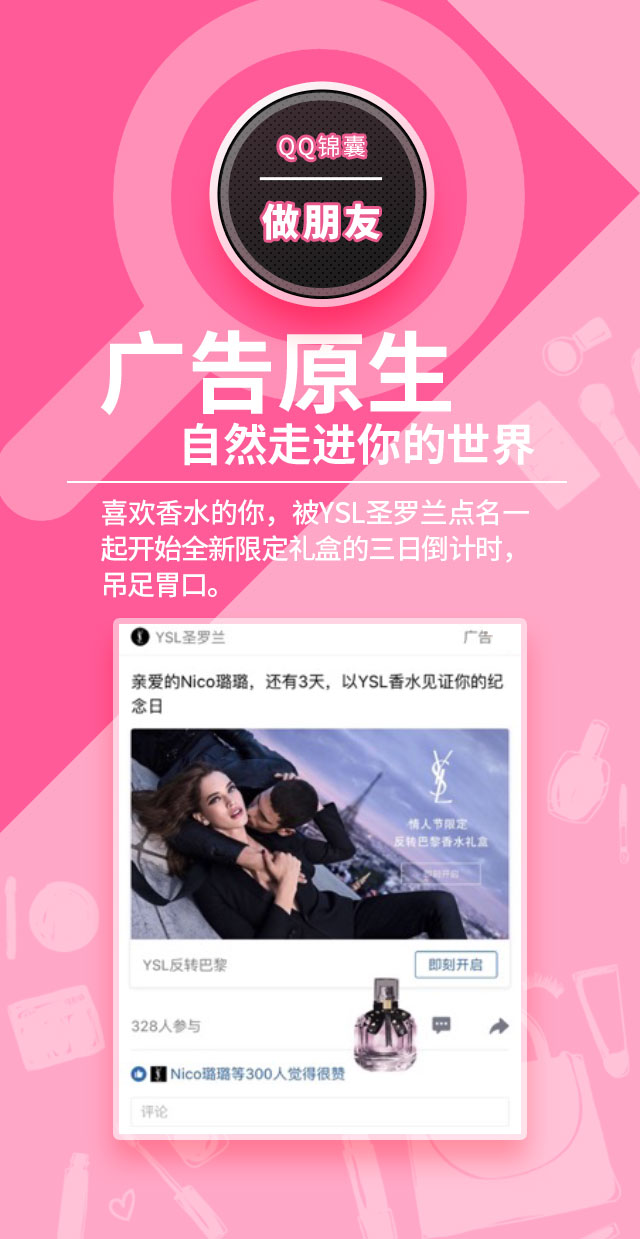 QQ锦囊
做朋友
广告原生
自然走进你的世界
喜欢香水的你，被YSL圣罗兰点名一
起开始全新限定礼盒的三日倒计时，
吊足胃口。
YSL圣罗兰
广告
亲爱的Nico璐璐，还有3天，以YSL香水见证你的纪
念日
YSL
情人节限定
反转巴黎香水礼盒
即刻开启
YSL反转巴黎
即刻开启
328人参与
Nico璐璐等300人觉得很赞
评论